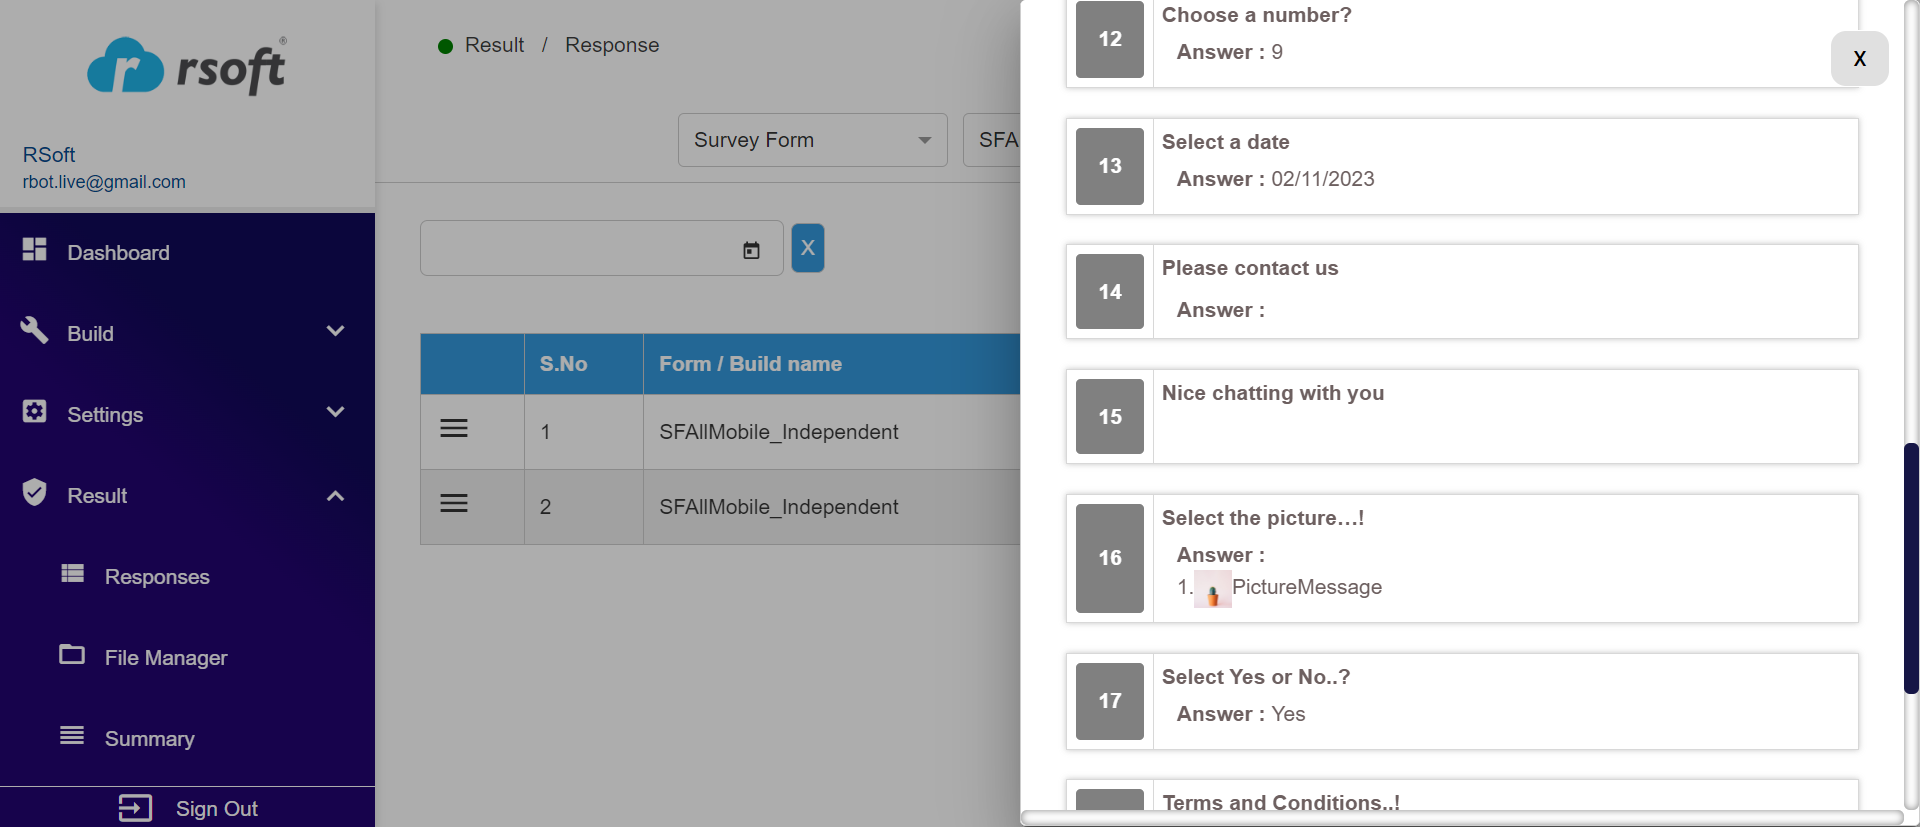 rsoft®
RSoft
rbot.live@gmail.com
Dashboard
Build
Settings
Result
Responses
File Manager
Summary
Sign Out
Result / Response
Survey Form
SFA
X
S.No Form / Build name
1 SFAllMobile_Independent
2 SFAllMobile_Independent
X
12 Choose a number?
Answer : 9
13 Select a date
Answer : 02/11/2023
14 Please contact us
Answer :
15 Nice chatting with you
16 Select the picture...!
Answer :
1. PictureMessage
17 Select Yes or No..?
Answer : Yes
Terms and Conditions..!